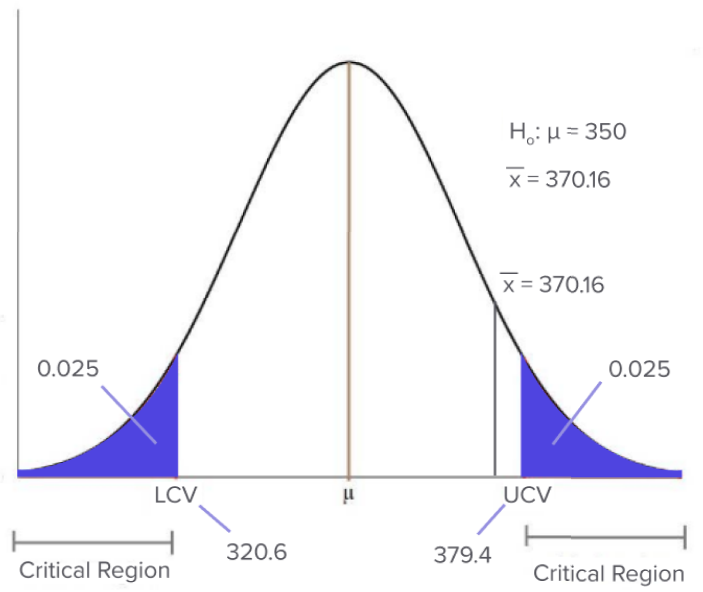 H₀: µ = 350
x̅ = 370.16
x̅ = 370.16
0.025
0.025
LCV
µ
UCV
320.6
379.4
Critical Region
Critical Region